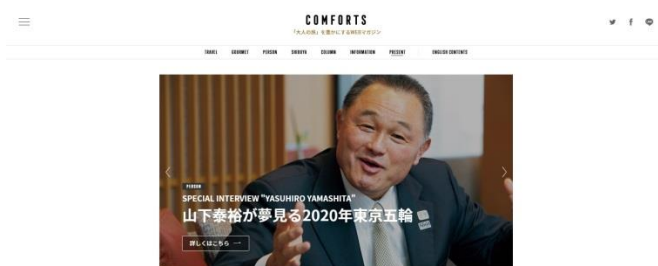 COMFORTS
「大人の旅」を豊かにするWEBマガジン
TRAVEL GOURMET PERSON SHIBUYA COLUMN INFORMATION PRESENT ENGLISH CONTENTS
PERSON
SPECIAL INTERVIEW "YASUHIRO YAMASHITA"
山下泰裕が夢見る2020年東京五輪
詳しくはこちら